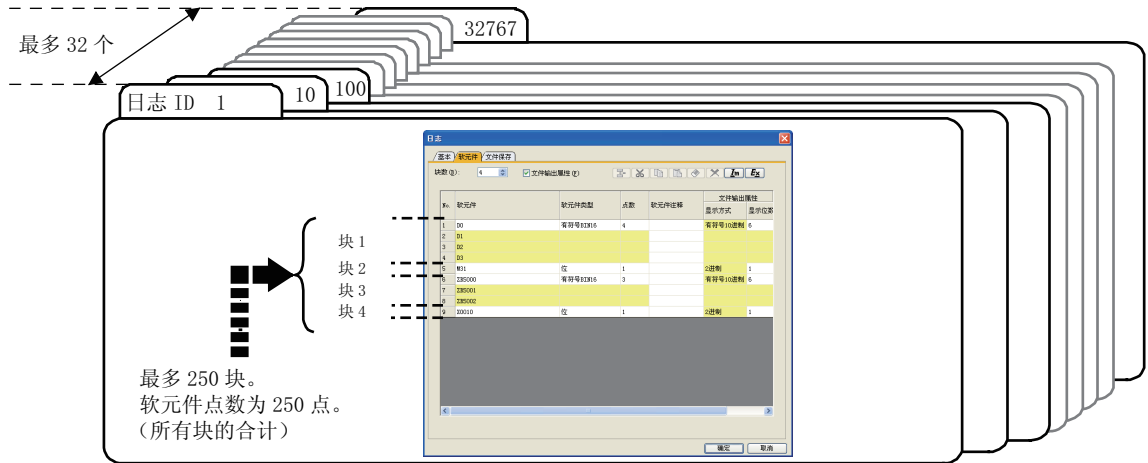 最多 32 个
32767
100
10
日志 ID 1
日志
基本 软元件 文件保存
块数(B): 4 文件输出属性(F) Im Ex
No. 软元件 软元件类型 点数 软元件注释 文件输出属性
显示方式 显示位数
1 D0 有符号BIN16 4 有符号10进制 6
2 D1
3 D2
4 D3
5 M31 位 1 2进制 1
6 ZR5000 有符号BIN16 3 有符号10进制 6
7 ZR5001
8 ZR5002
9 X0010 位 1 2进制 1
块 1
块 2
块 3
块 4
最多 250 块。
软元件点数为 250 点。
（所有块的合计）
确定 取消